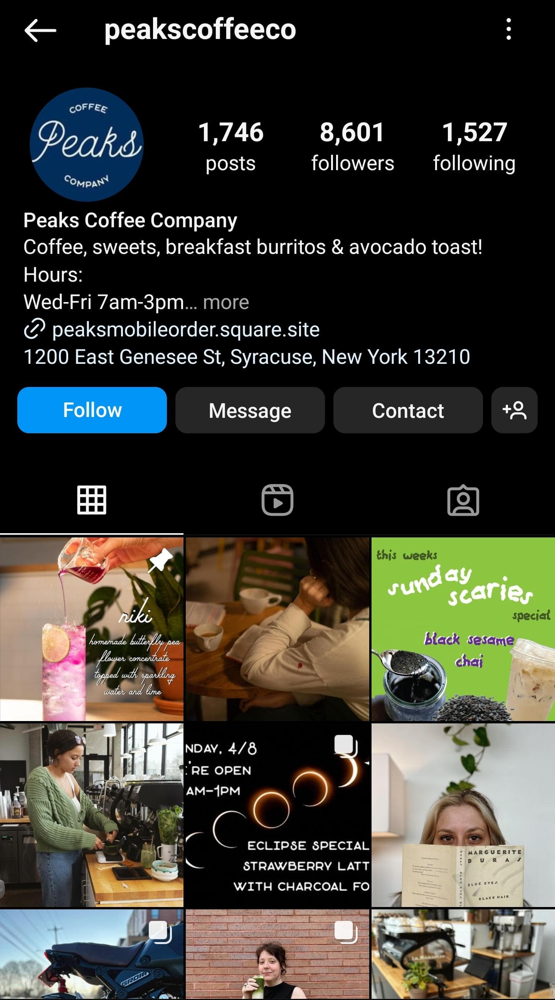 peakscoffeeco
COFFEE
Peaks
COMPANY
1,746
posts
8,601
followers
1,527
following
Peaks Coffee Company
Coffee, sweets, breakfast burritos & avocado toast!
Hours:
Wed-Fri 7am-3pm... more
peaksmobileorder.square.site
1200 East Genesee St, Syracuse, New York 13210
Follow
Message
Contact
niki
homemade butterfly pea
flower concentrate
topped with sparkling
water and lime
this weeks
sunday
scaries
special
black sesame
chai
NDAY, 4/8
'RE OPEN
AM-1PM
ECLIPSE SPECIAL
STRAWBERRY LATT
WITH CHARCOAL FO
MARGUERITE
DURAS
BLUE EYES,
BLACK HAIR
DURAS BLUE EYES,
GROM